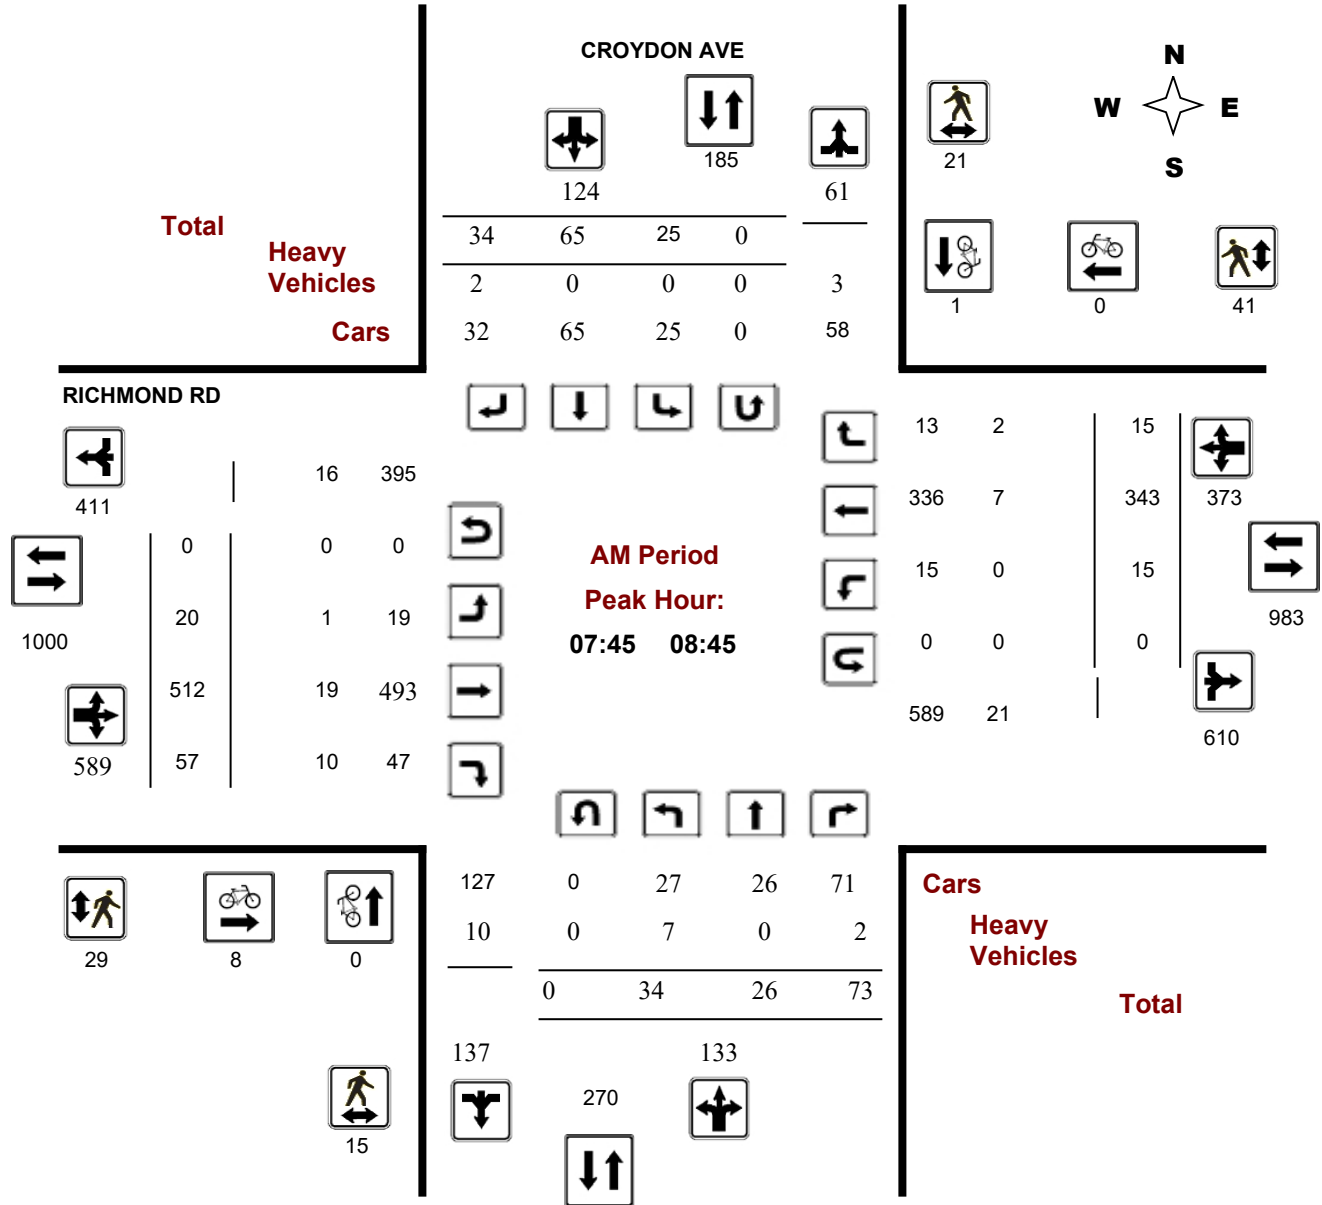 CROYDON AVE
N
W E
S
185
21
124 61
Total
34 65 25 0
Heavy
Vehicles
2 0 0 0 3
1 0 41
Cars
32 65 25 0 58
RICHMOND RD
13 2 15
16 395
411
336 7 343 373
0 0 0
AM Period
15 0 15
Peak Hour:
20 1 19
983
1000
07:45 08:45
0 0 0
512 19 493
589 21
610
589 57 10 47
127 0 27 26 71
Cars
10 0 7 0 2
Heavy
Vehicles
29 8 0
0 34 26 73
Total
137 133
270
15